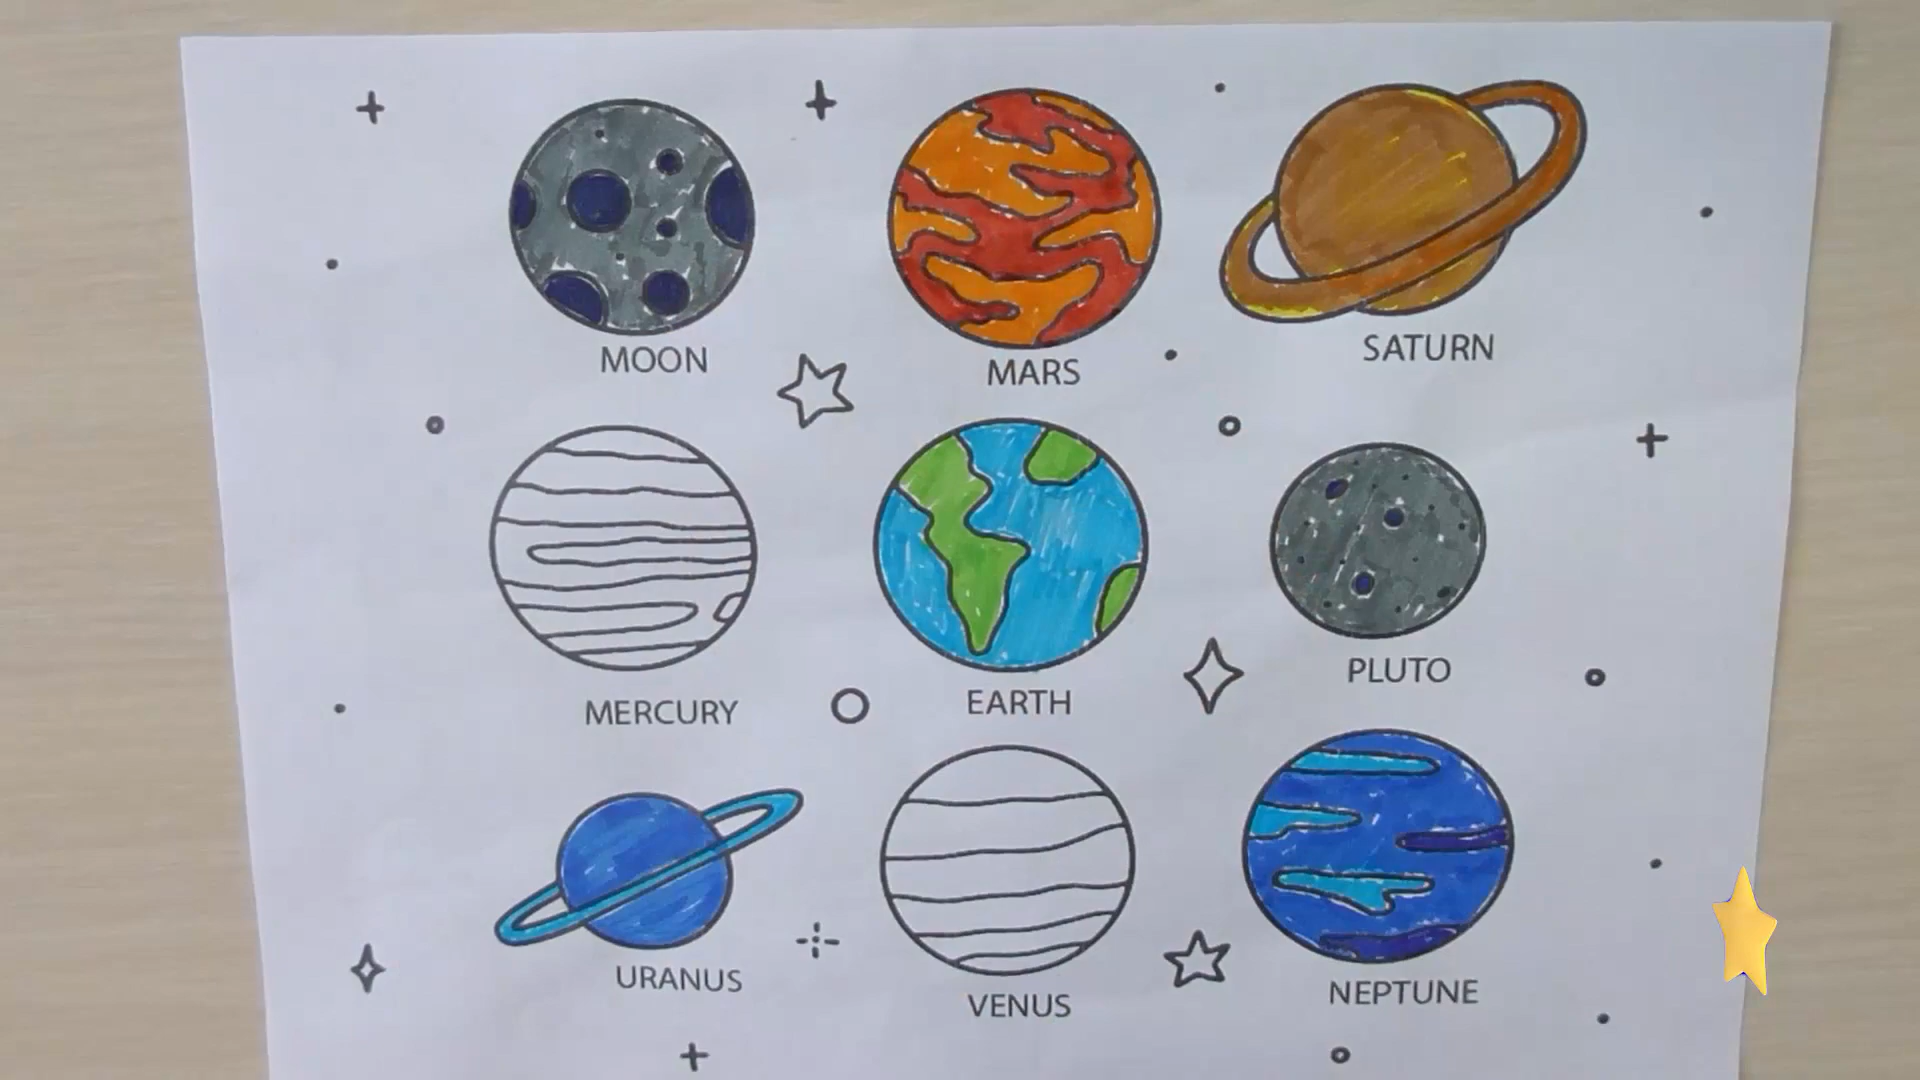 MOON
MARS
SATURN
MERCURY
EARTH
PLUTO
URANUS
VENUS
NEPTUNE